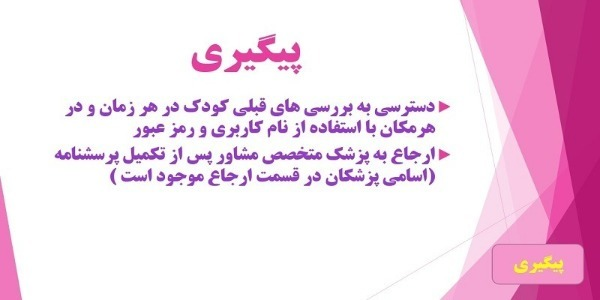 پیگیری
دسترسی به بررسی های قبلی کودک در هر زمان و در
هرمکان با استفاده از نام کاربری و رمز عبور
ارجاع به پزشک متخصص مشاور پس از تکمیل پرسشنامه
(اسامی پزشکان در قسمت ارجاع موجود است )
پیگیری